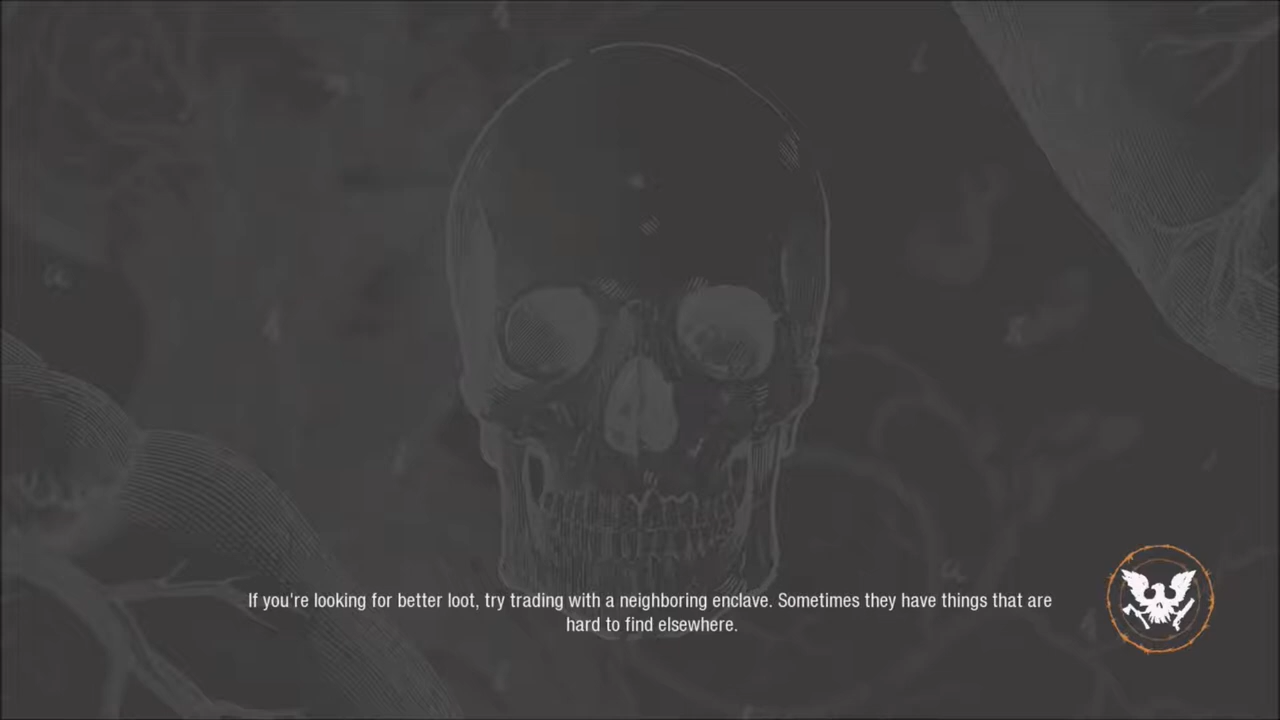 If you're looking for better loot, try trading with a neighboring enclave. Sometimes they have things that are
hard to find elsewhere.